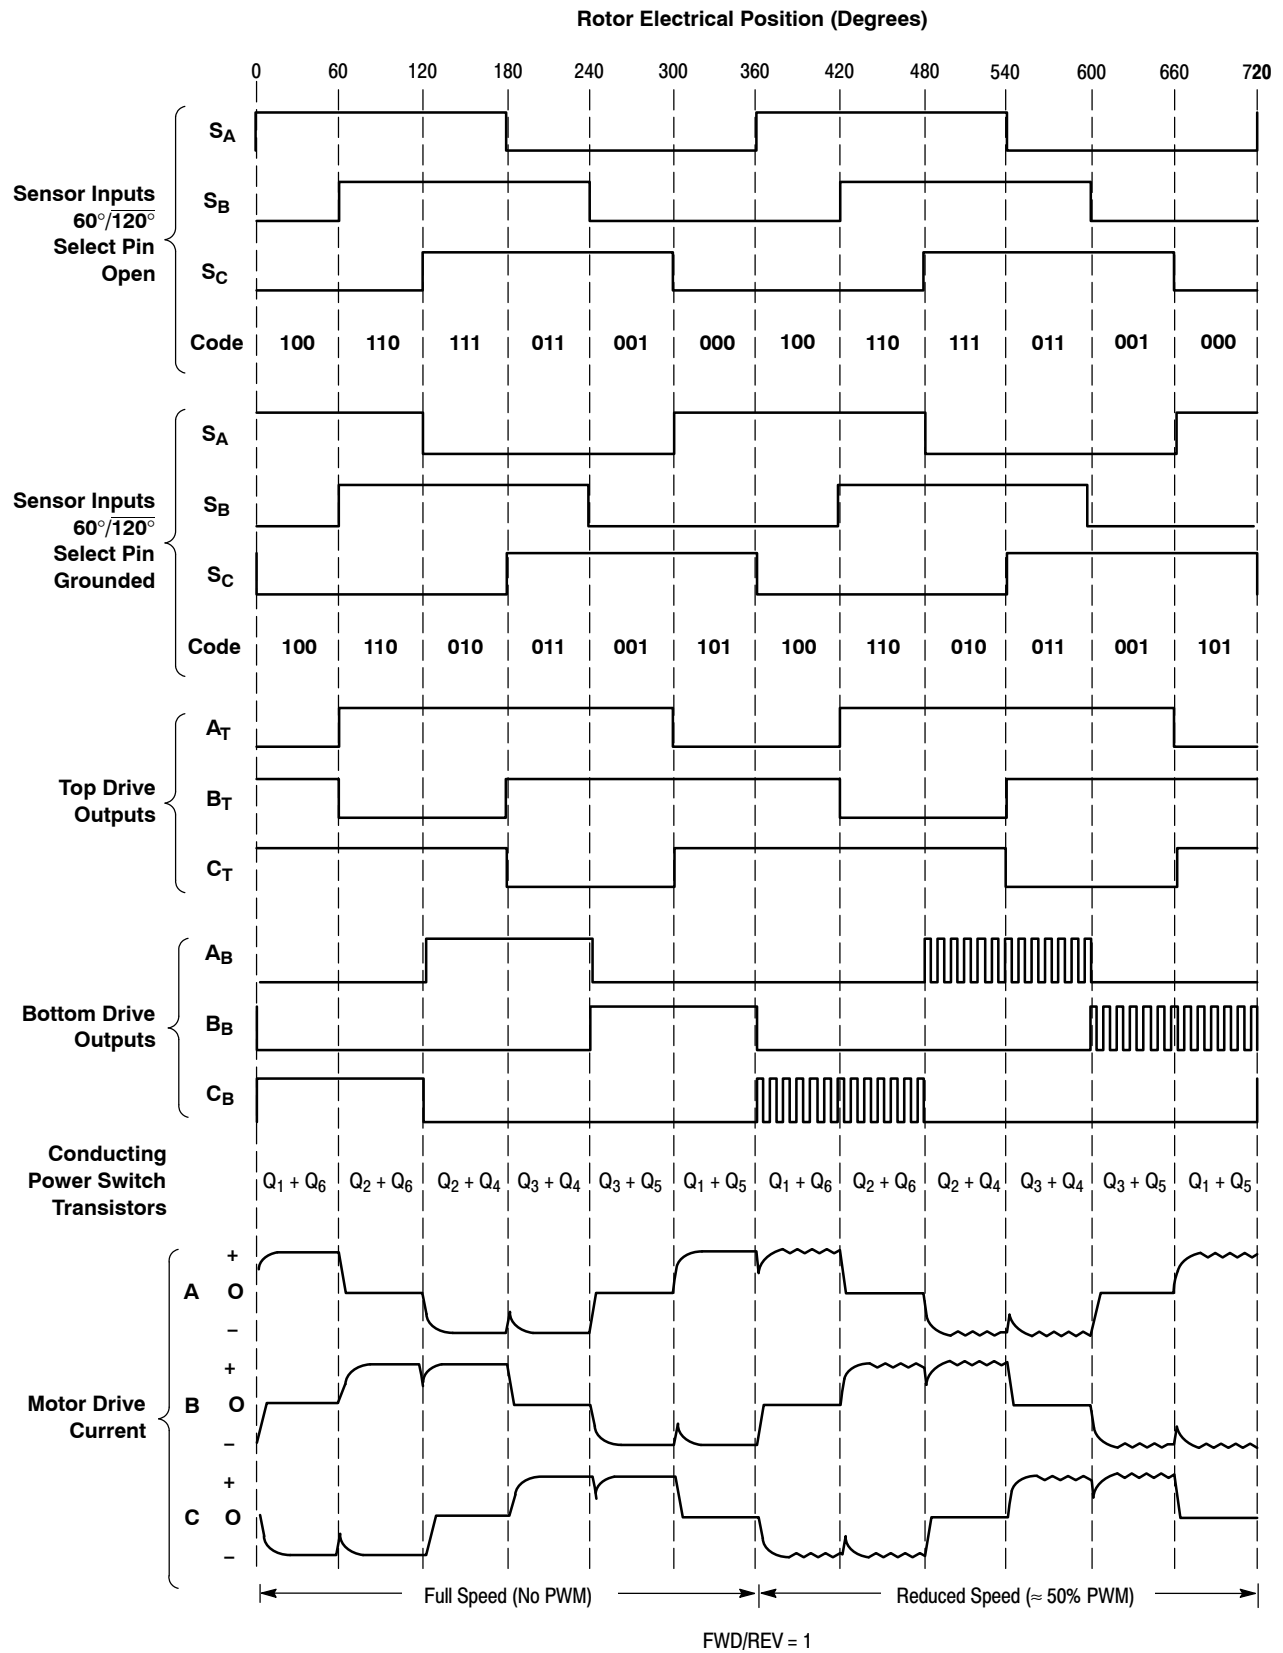 Rotor Electrical Position (Degrees)
0 60 120 180 240 300 360 420 480 540 600 660 720
Sensor Inputs
60°/120°
Select Pin
Open
SA
SB
SC
Code 100 110 111 011 001 000 100 110 111 011 001 000
Sensor Inputs
60°/120°
Select Pin
Grounded
SA
SB
SC
Code 100 110 010 011 001 101 100 110 010 011 001 101
Top Drive
Outputs
AT
BT
CT
Bottom Drive
Outputs
AB
BB
CB
Conducting
Power Switch
Transistors
Q1 + Q6 Q2 + Q6 Q2 + Q4 Q3 + Q4 Q3 + Q5 Q1 + Q5 Q1 + Q6 Q2 + Q6 Q2 + Q4 Q3 + Q4 Q3 + Q5 Q1 + Q5
Motor Drive
Current
+
A O
–
+
B O
–
+
C O
–
Full Speed (No PWM) Reduced Speed (≈ 50% PWM)
FWD/REV = 1